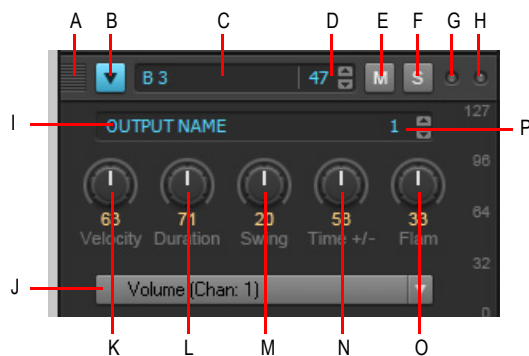 A B C D E F G H
B 3 47 M S
127
I OUTPUT NAME 1 P
96
63 71 20 58 33 64
Velocity Duration Swing Time +/- Flam
32
J Volume (Chan: 1)
0
K L M N O